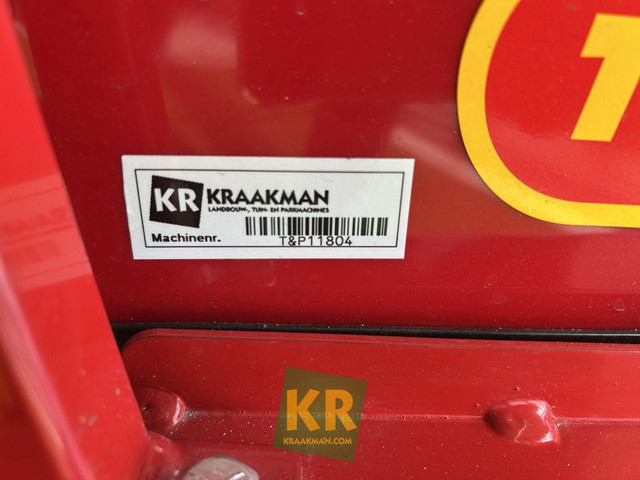 KR KRAAKMAN
LANDBOUW-, TUIN- EN PARKMACHINES
Machinenr.
T&P11804
KR
KRAAKMAN.COM